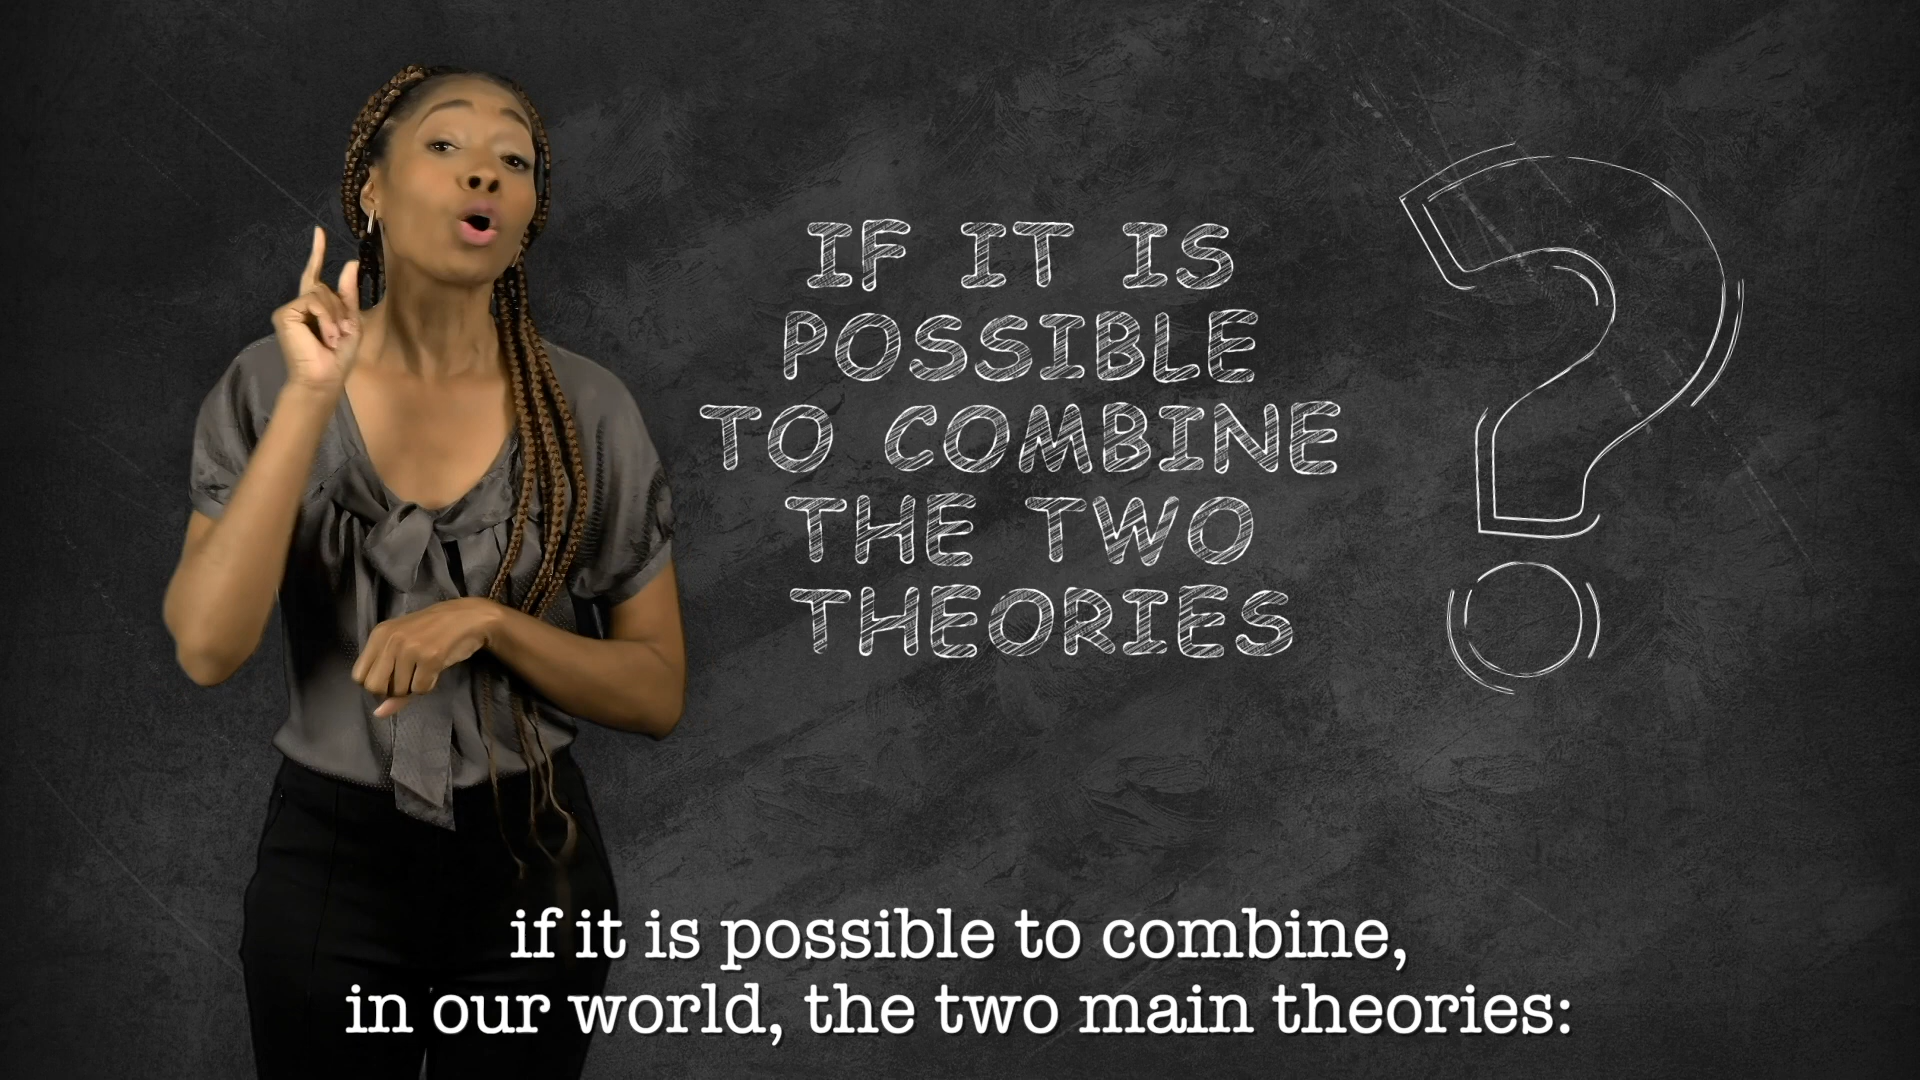 IF IT IS
POSSIBLE
TO COMBINE
THE TWO
THEORIES
?
if it is possible to combine,
in our world, the two main theories: